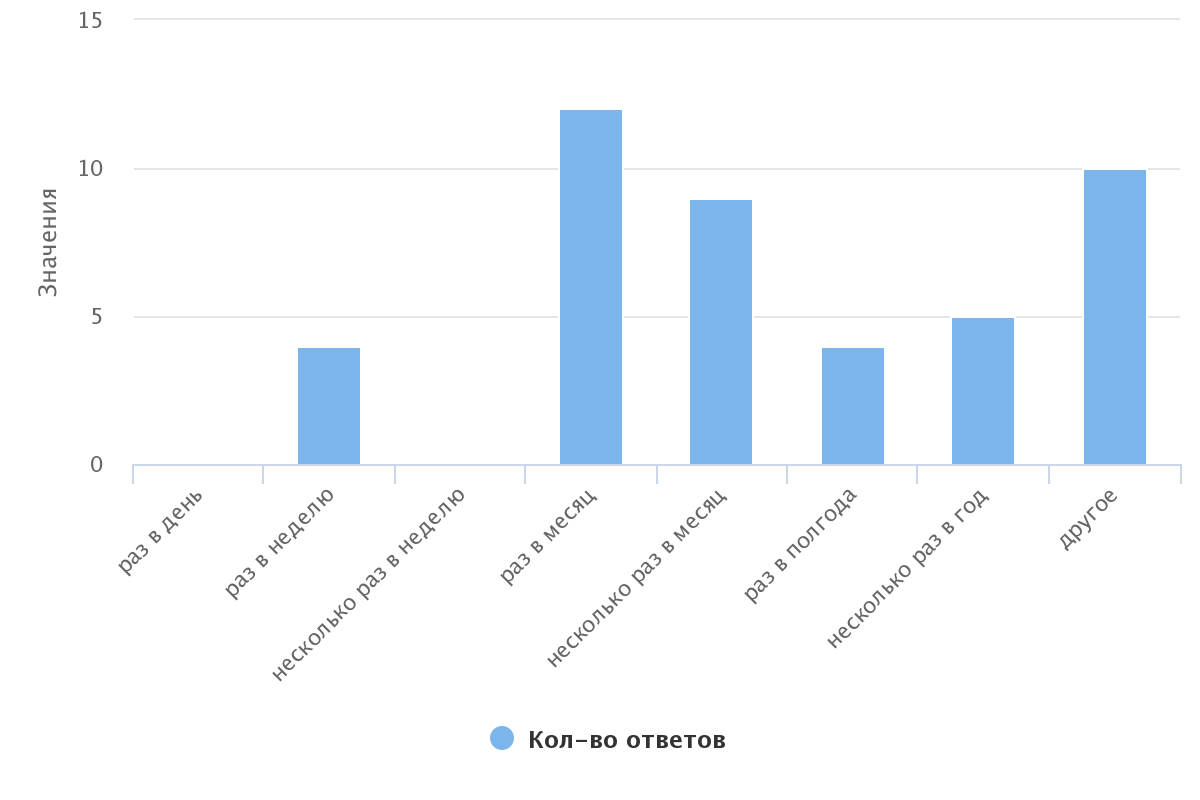 15
10
5
0
Значения
раз в день
раз в неделю
несколько раз в неделю
раз в месяц
несколько раз в месяц
раз в полгода
несколько раз в год
другое
Кол-во ответов